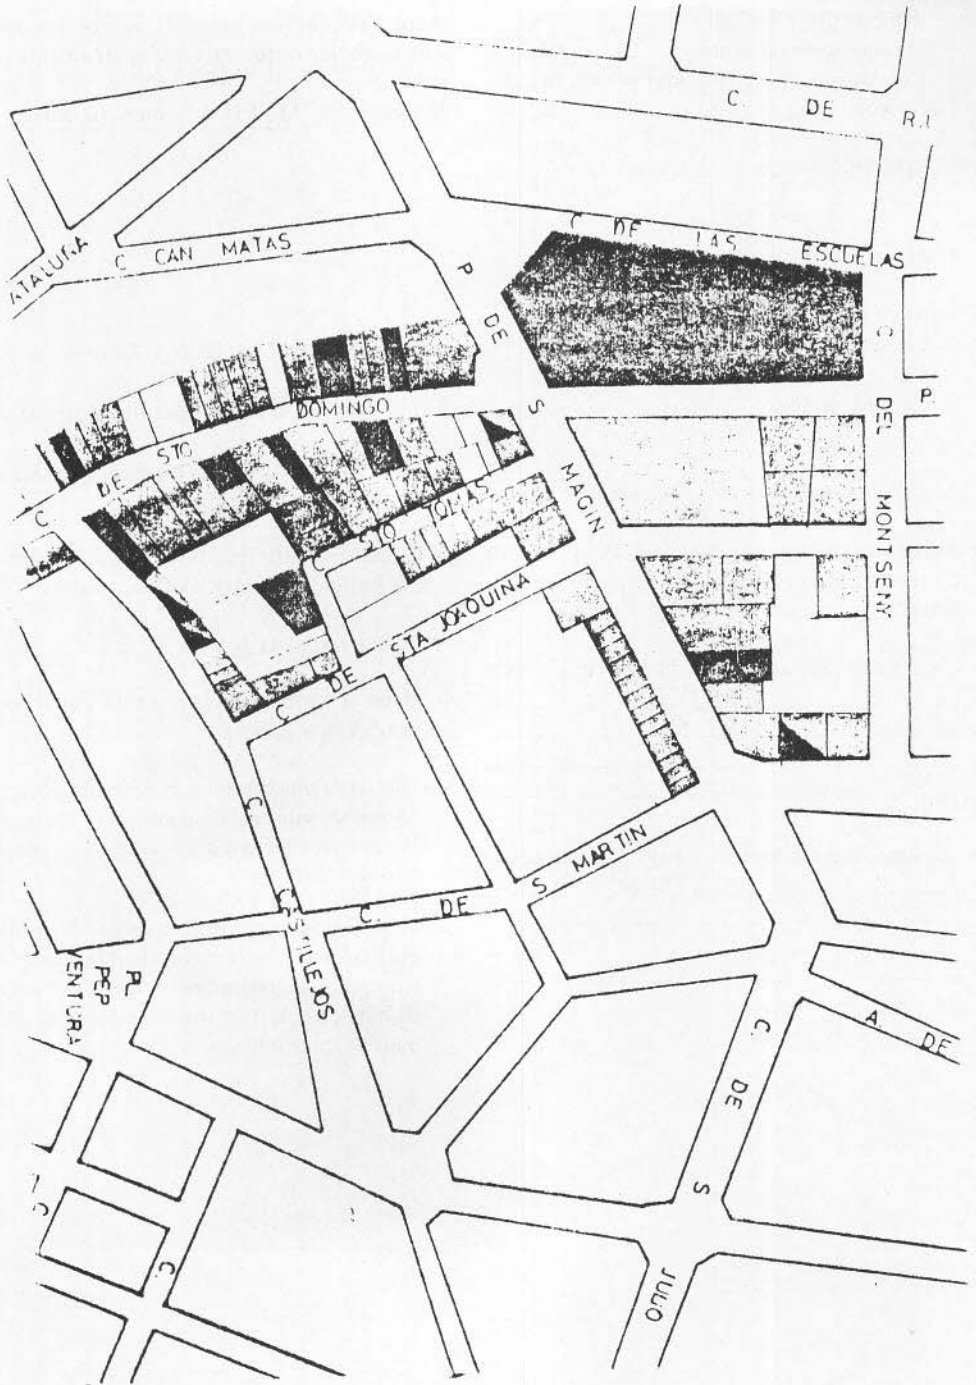 C. DE R.I
C DE LAS ESCUELAS
ATALUÑA
C CAN MATAS
P DE S MAGIN
C DEL MONTSENY
P.
C DE STO DOMINGO
C STO TOMAS
C DE STA JOAQUINA
C. DE S MARTIN
C
C
PL PEP VENTURA
A. DE
C. DE S JULIO
C.
C.